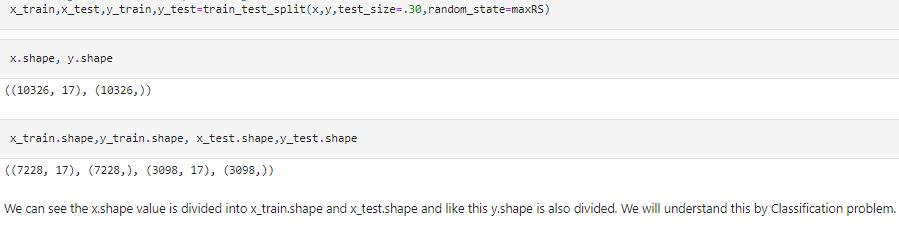 x_train,x_test,y_train,y_test=train_test_split(x,y,test_size=.30,random_state=maxRS)
x.shape, y.shape
((10326, 17), (10326,))
x_train.shape,y_train.shape, x_test.shape,y_test.shape
((7228, 17), (7228,), (3098, 17), (3098,))
We can see the x.shape value is divided into x_train.shape and x_test.shape and like this y.shape is also divided. We will understand this by Classification problem.